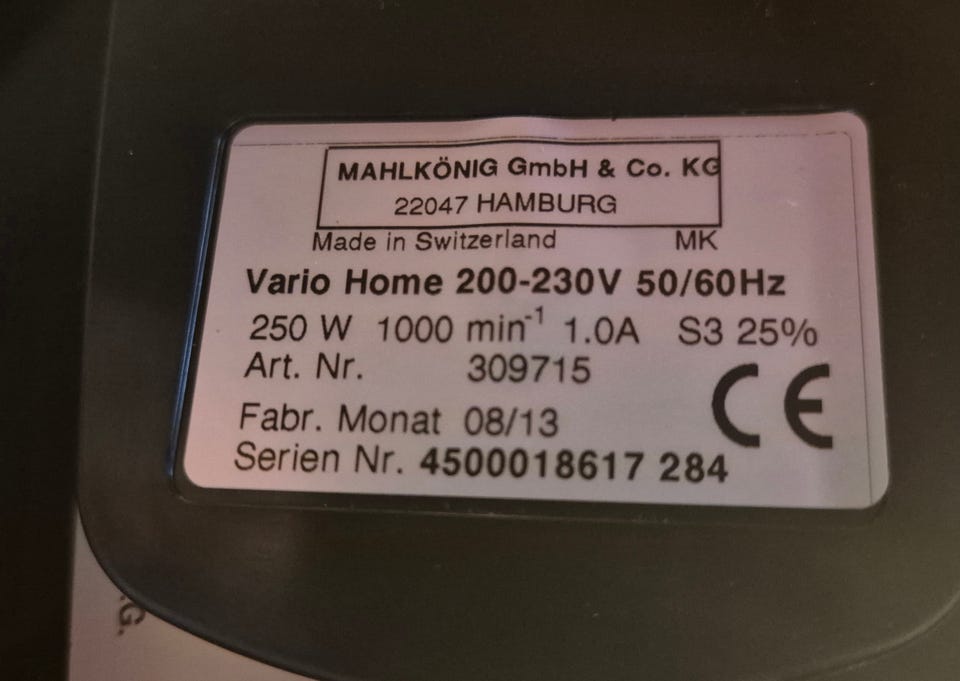 MAHLKÖNIG GmbH & Co. KG
22047 HAMBURG
Made in Switzerland MK
Vario Home 200-230V 50/60Hz
250 W 1000 min⁻¹ 1.0A S3 25%
Art. Nr. 309715
CE
Fabr. Monat 08/13
Serien Nr. 4500018617 284
.G.